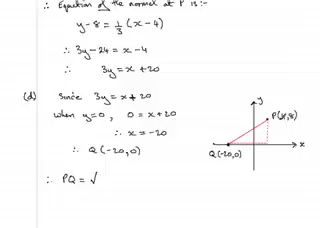 ∴ Equation of the normal at P is :-
y-8 = 1/3 (x-4)
∴ 3y-24 = x-4
∴ 3y = x+20
(d) Since 3y = x+20
when y=0, 0 = x+20
∴ x = -20
∴ Q(-20,0)
∴ PQ = √
y
P(4,8)
x
Q(-20,0)